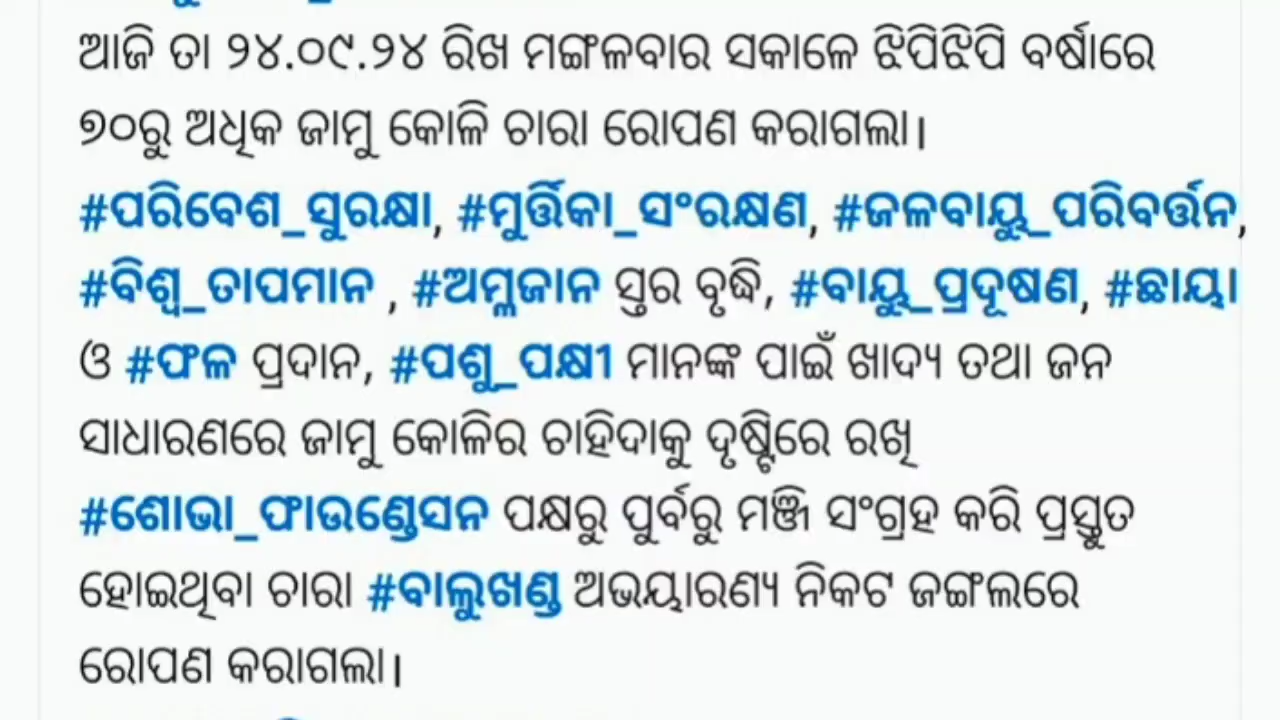 ଆଜି ତା ୨୪.୦୯.୨୪ ରିଖ ମଙ୍ଗଳବାର ସକାଳେ ଝିପିଝିପି ବର୍ଷାରେ
୭୦ରୁ ଅଧିକ ଜାମୁ କୋଳି ଚାରା ରୋପଣ କରାଗଲା।
#ପରିବେଶ_ସୁରକ୍ଷା, #ମୁର୍ତ୍ତିକା_ସଂରକ୍ଷଣ, #ଜଳବାୟୁ_ପରିବର୍ତ୍ତନ,
#ବିଶ୍ଵ_ତାପମାନ , #ଅମ୍ଳଜାନ ସ୍ତର ବୃଦ୍ଧି, #ବାୟୁ_ପ୍ରଦୂଷଣ, #ଛାୟା
ଓ #ଫଳ ପ୍ରଦାନ, #ପଶୁ_ପକ୍ଷୀ ମାନଙ୍କ ପାଇଁ ଖାଦ୍ୟ ତଥା ଜନ
ସାଧାରଣରେ ଜାମୁ କୋଳିର ଚାହିଦାକୁ ଦୃଷ୍ଟିରେ ରଖି
#ଶୋଭା_ଫାଉଣ୍ଡେସନ ପକ୍ଷରୁ ପୁର୍ବରୁ ମଞ୍ଜି ସଂଗ୍ରହ କରି ପ୍ରସ୍ତୁତ
ହୋଇଥିବା ଚାରା #ବାଲୁଖଣ୍ଡ ଅଭୟାରଣ୍ୟ ନିକଟ ଜଙ୍ଗଲରେ
ରୋପଣ କରାଗଲା।